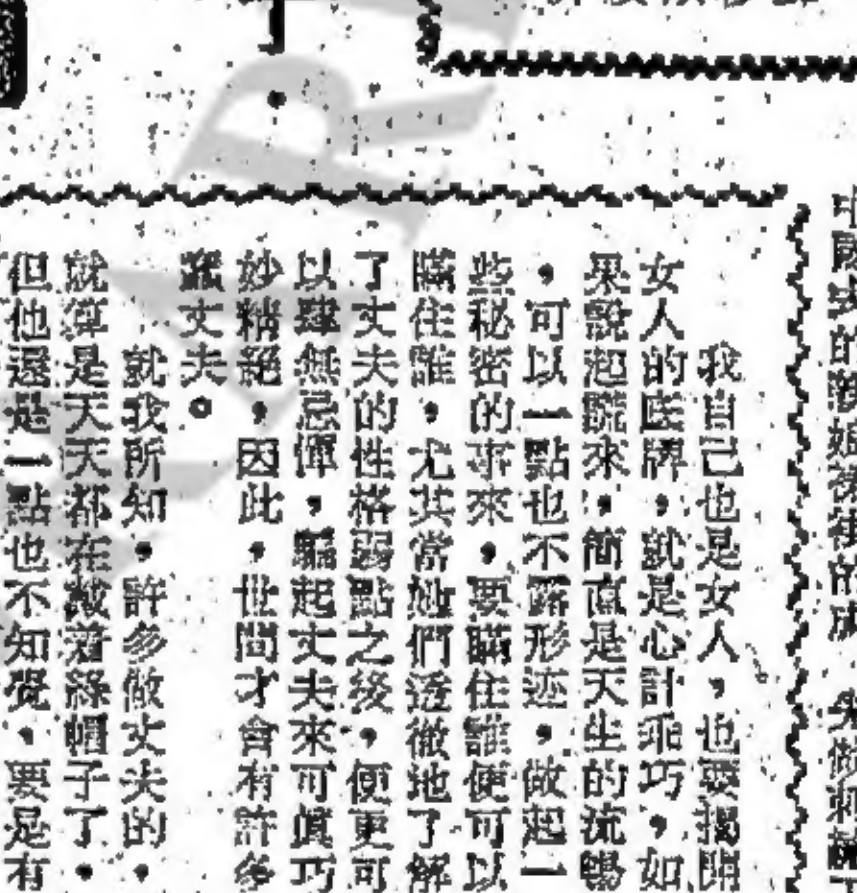 我自己也是女人，也要揭開
女人的底牌，就是心計乖巧，如
果說起謊來，簡直是天生的流暢
，可以一點也不露形迹，做起一
些秘密的事來，要瞞住誰便可以
瞞住誰，尤其當她們透徹地了解
了丈夫的性格弱點之後，便更可
以肆無忌憚，騙起丈夫來可真巧
妙精絕，因此，世間才會有許多
蠢丈夫。
就我所知，許多做丈夫的，
就算是天天都在戴着綠帽子了，
但他還是一點也不知覺，要是有